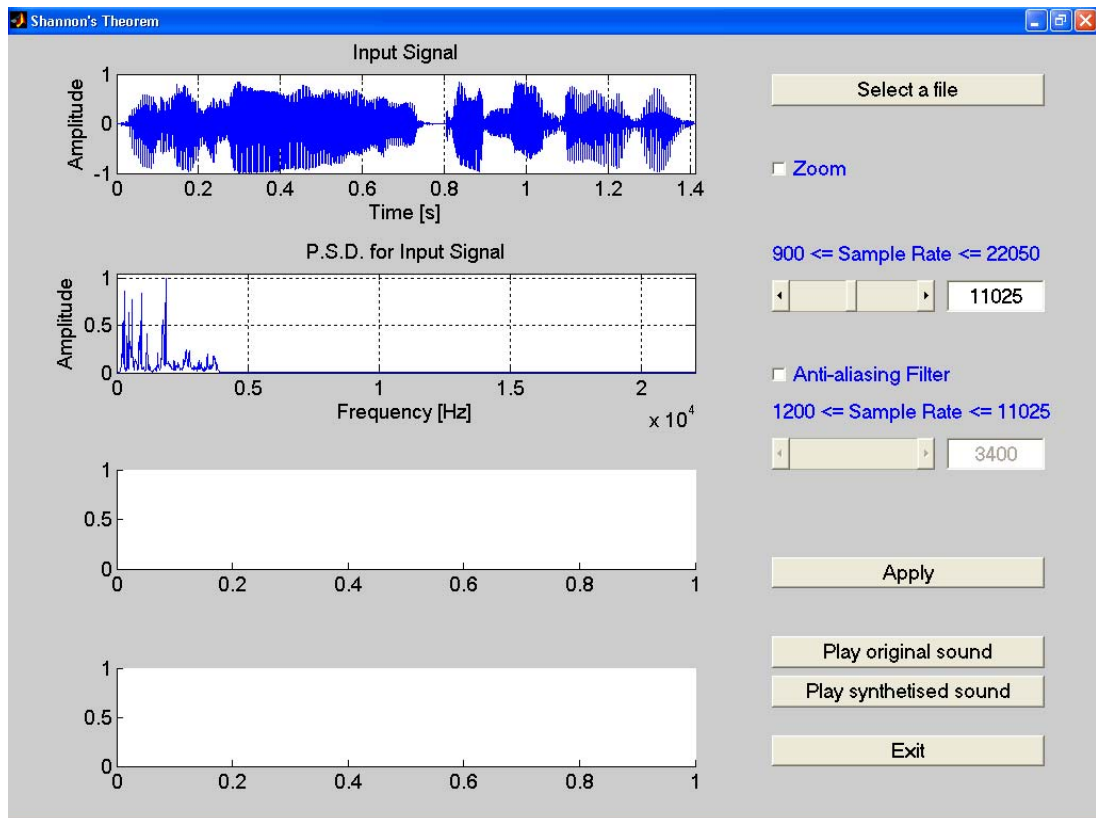 Shannon's Theorem
Input Signal
Amplitude
1
0
-1
0 0.2 0.4 0.6 0.8 1 1.2 1.4
Time [s]
P.S.D. for Input Signal
Amplitude
1
0.5
0
0 0.5 1 1.5 2
Frequency [Hz]
x 10^4
1
0.5
0
0 0.2 0.4 0.6 0.8 1
1
0.5
0
0 0.2 0.4 0.6 0.8 1
Select a file
Zoom
900 <= Sample Rate <= 22050
11025
Anti-aliasing Filter
1200 <= Sample Rate <= 11025
3400
Apply
Play original sound
Play synthetised sound
Exit